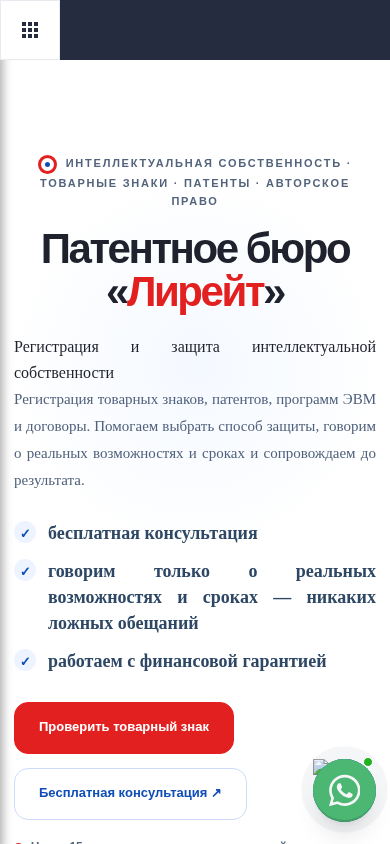 ИНТЕЛЛЕКТУАЛЬНАЯ СОБСТВЕННОСТЬ ·
ТОВАРНЫЕ ЗНАКИ · ПАТЕНТЫ · АВТОРСКОЕ
ПРАВО
Патентное бюро
«Лирейт»
Регистрация и защита интеллектуальной
собственности
Регистрация товарных знаков, патентов, программ ЭВМ
и договоры. Помогаем выбрать способ защиты, говорим
о реальных возможностях и сроках и сопровождаем до
результата.
✓ бесплатная консультация
✓ говорим только о реальных
возможностях и сроках — никаких
ложных обещаний
✓ работаем с финансовой гарантией
Проверить товарный знак
Бесплатная консультация ↗